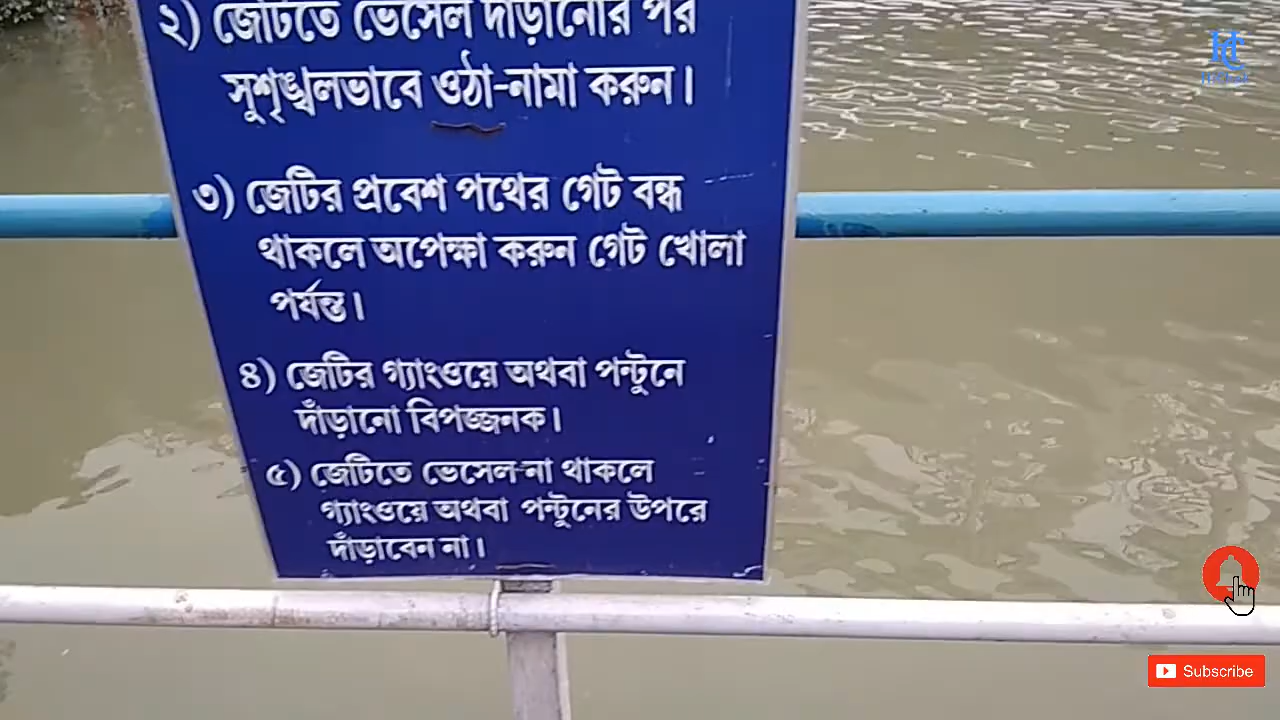 ২) জেটিতে ভেসেল দাঁড়ানোর পর
সুশৃঙ্খলভাবে ওঠা-নামা করুন।
৩) জেটির প্রবেশ পথের গেট বন্ধ
থাকলে অপেক্ষা করুন গেট খোলা
পর্যন্ত।
৪) জেটির গ্যাংওয়ে অথবা পন্টুনে
দাঁড়ানো বিপজ্জনক।
৫) জেটিতে ভেসেল না থাকলে
গ্যাংওয়ে অথবা পন্টুনের উপরে
দাঁড়াবেন না।
Subscribe